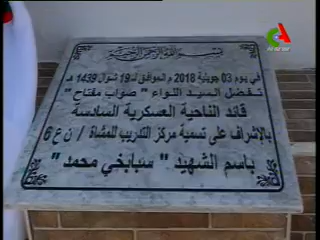 بسم الله الرحمن الرحيم
في يوم 03 جويلية 2018 م الموافق لـ 19 شوال 1439 هـ
تفضل السيد اللواء " صواب مفتاح "
قائد الناحية العسكرية السادسة
بالإشراف على تسمية مركز التدريب للمشاة / ن ع 6
باسم الشهيد " سبابخي محمد "